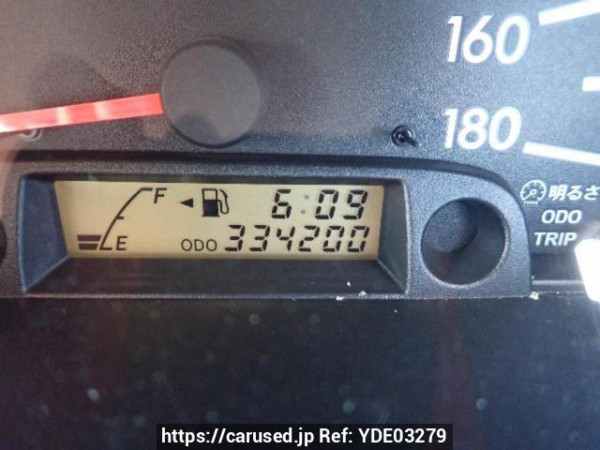 160
180
F
6:09
E
ODO 334200
明るさ
ODO
TRIP
https://carused.jp Ref: YDE03279